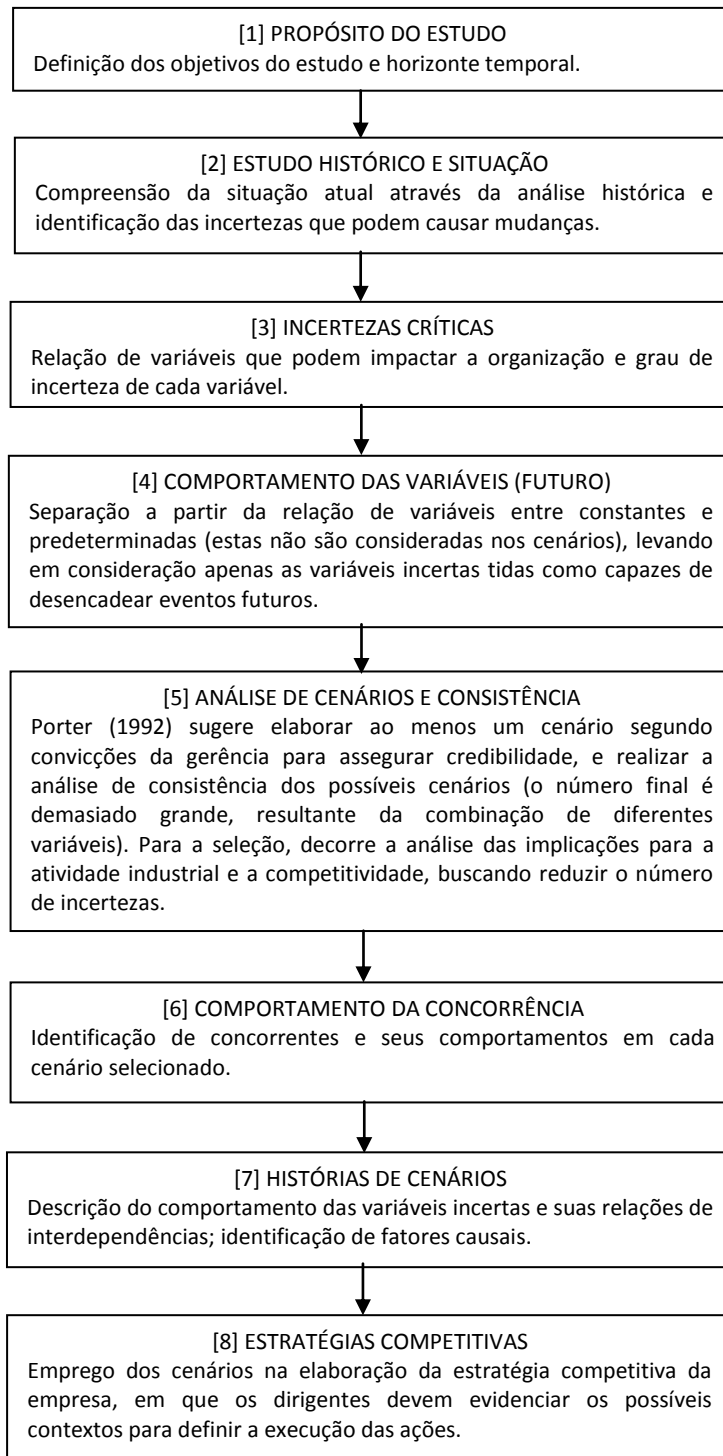 [1] PROPÓSITO DO ESTUDO
Definição dos objetivos do estudo e horizonte temporal.
[2] ESTUDO HISTÓRICO E SITUAÇÃO
Compreensão da situação atual através da análise histórica e
identificação das incertezas que podem causar mudanças.
[3] INCERTEZAS CRÍTICAS
Relação de variáveis que podem impactar a organização e grau de
incerteza de cada variável.
[4] COMPORTAMENTO DAS VARIÁVEIS (FUTURO)
Separação a partir da relação de variáveis entre constantes e
predeterminadas (estas não são consideradas nos cenários), levando
em consideração apenas as variáveis incertas tidas como capazes de
desencadear eventos futuros.
[5] ANÁLISE DE CENÁRIOS E CONSISTÊNCIA
Porter (1992) sugere elaborar ao menos um cenário segundo
convicções da gerência para assegurar credibilidade, e realizar a
análise de consistência dos possíveis cenários (o número final é
demasiado grande, resultante da combinação de diferentes
variáveis). Para a seleção, decorre a análise das implicações para a
atividade industrial e a competitividade, buscando reduzir o número
de incertezas.
[6] COMPORTAMENTO DA CONCORRÊNCIA
Identificação de concorrentes e seus comportamentos em cada
cenário selecionado.
[7] HISTÓRIAS DE CENÁRIOS
Descrição do comportamento das variáveis incertas e suas relações de
interdependências; identificação de fatores causais.
[8] ESTRATÉGIAS COMPETITIVAS
Emprego dos cenários na elaboração da estratégia competitiva da
empresa, em que os dirigentes devem evidenciar os possíveis
contextos para definir a execução das ações.